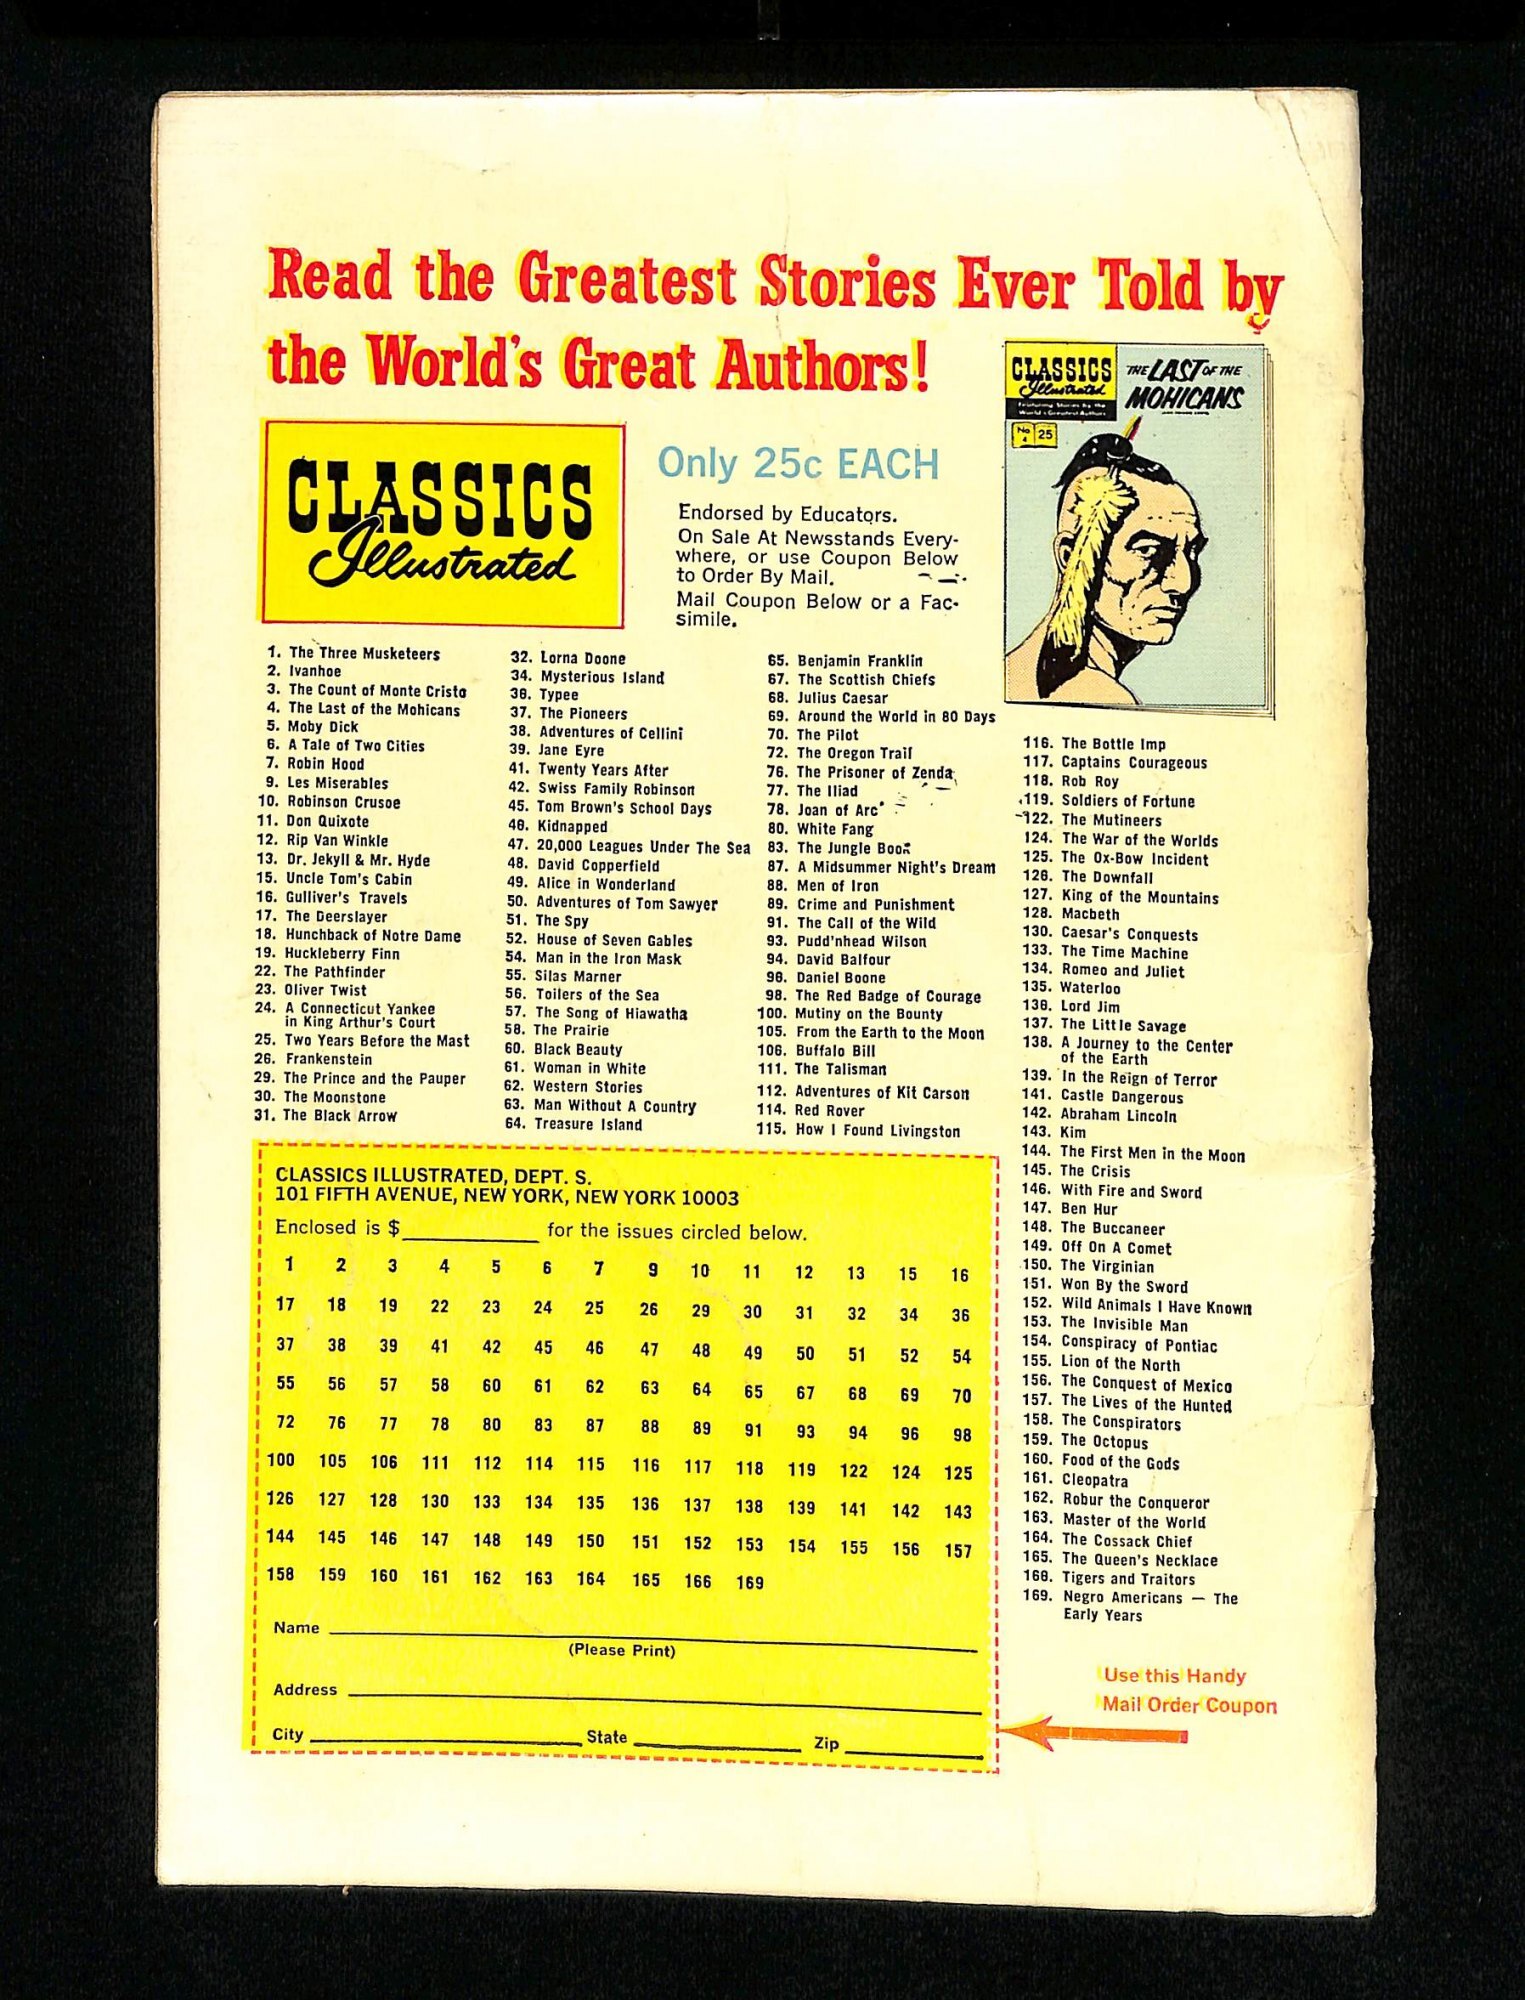 Read the Greatest Stories Ever Told by
the World's Great Authors!
CLASSICS
Illustrated
Only 25c EACH
Endorsed by Educators.
On Sale At Newsstands Every-
where, or use Coupon Below
to Order By Mail.
Mail Coupon Below or a Fac-
simile.
CLASSICS
Illustrated
Featuring Stories by the
World's Greatest Authors
No
4
25
THE LAST OF THE
MOHICANS
1. The Three Musketeers
2. Ivanhoe
3. The Count of Monte Cristo
4. The Last of the Mohicans
5. Moby Dick
6. A Tale of Two Cities
7. Robin Hood
9. Les Miserables
10. Robinson Crusoe
11. Don Quixote
12. Rip Van Winkle
13. Dr. Jekyll & Mr. Hyde
15. Uncle Tom's Cabin
16. Gulliver's Travels
17. The Deerslayer
18. Hunchback of Notre Dame
19. Huckleberry Finn
22. The Pathfinder
23. Oliver Twist
24. A Connecticut Yankee
in King Arthur's Court
25. Two Years Before the Mast
26. Frankenstein
29. The Prince and the Pauper
30. The Moonstone
31. The Black Arrow
32. Lorna Doone
34. Mysterious Island
36. Typee
37. The Pioneers
38. Adventures of Cellini
39. Jane Eyre
41. Twenty Years After
42. Swiss Family Robinson
45. Tom Brown's School Days
46. Kidnapped
47. 20,000 Leagues Under The Sea
48. David Copperfield
49. Alice in Wonderland
50. Adventures of Tom Sawyer
51. The Spy
52. House of Seven Gables
54. Man in the Iron Mask
55. Silas Marner
56. Toilers of the Sea
57. The Song of Hiawatha
58. The Prairie
60. Black Beauty
61. Woman in White
62. Western Stories
63. Man Without A Country
64. Treasure Island
65. Benjamin Franklin
67. The Scottish Chiefs
68. Julius Caesar
69. Around the World in 80 Days
70. The Pilot
72. The Oregon Trail
76. The Prisoner of Zenda
77. The Iliad
78. Joan of Arc
80. White Fang
83. The Jungle Book
87. A Midsummer Night's Dream
88. Men of Iron
89. Crime and Punishment
91. The Call of the Wild
93. Pudd'nhead Wilson
94. David Balfour
96. Daniel Boone
98. The Red Badge of Courage
100. Mutiny on the Bounty
105. From the Earth to the Moon
106. Buffalo Bill
111. The Talisman
112. Adventures of Kit Carson
114. Red Rover
115. How I Found Livingston
116. The Bottle Imp
117. Captains Courageous
118. Rob Roy
119. Soldiers of Fortune
122. The Mutineers
124. The War of the Worlds
125. The Ox-Bow Incident
126. The Downfall
127. King of the Mountains
128. Macbeth
130. Caesar's Conquests
133. The Time Machine
134. Romeo and Juliet
135. Waterloo
136. Lord Jim
137. The Little Savage
138. A Journey to the Center
of the Earth
139. In the Reign of Terror
141. Castle Dangerous
142. Abraham Lincoln
143. Kim
144. The First Men in the Moon
145. The Crisis
146. With Fire and Sword
147. Ben Hur
148. The Buccaneer
149. Off On A Comet
150. The Virginian
151. Won By the Sword
152. Wild Animals I Have Known
153. The Invisible Man
154. Conspiracy of Pontiac
155. Lion of the North
156. The Conquest of Mexico
157. The Lives of the Hunted
158. The Conspirators
159. The Octopus
160. Food of the Gods
161. Cleopatra
162. Robur the Conqueror
163. Master of the World
164. The Cossack Chief
165. The Queen's Necklace
166. Tigers and Traitors
169. Negro Americans — The
Early Years
CLASSICS ILLUSTRATED, DEPT. S.
101 FIFTH AVENUE, NEW YORK, NEW YORK 10003
Enclosed is $ for the issues circled below.
1 2 3 4 5 6 7 9 10 11 12 13 15 16
17 18 19 22 23 24 25 26 29 30 31 32 34 36
37 38 39 41 42 45 46 47 48 49 50 51 52 54
55 56 57 58 60 61 62 63 64 65 67 68 69 70
72 76 77 78 80 83 87 88 89 91 93 94 96 98
100 105 106 111 112 114 115 116 117 118 119 122 124 125
126 127 128 130 133 134 135 136 137 138 139 141 142 143
144 145 146 147 148 149 150 151 152 153 154 155 156 157
158 159 160 161 162 163 164 165 166 169
Name
(Please Print)
Address
City State Zip
Use this Handy
Mail Order Coupon